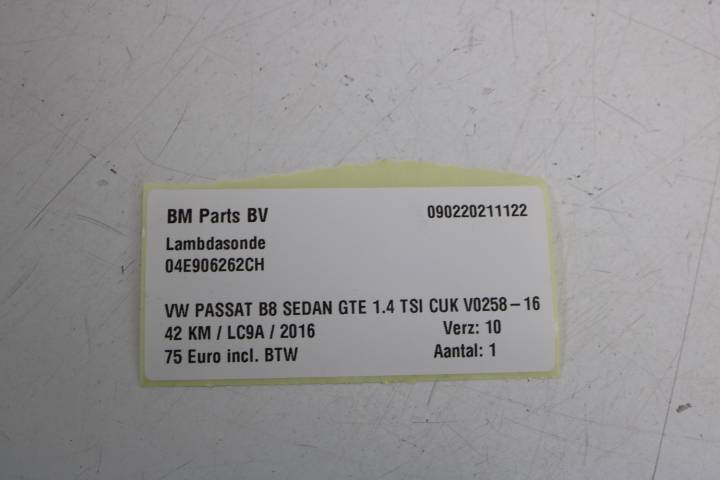 BM Parts BV 090220211122
Lambdasonde
04E906262CH
VW PASSAT B8 SEDAN GTE 1.4 TSI CUK V0258-16
42 KM / LC9A / 2016 Verz: 10
75 Euro incl. BTW Aantal: 1